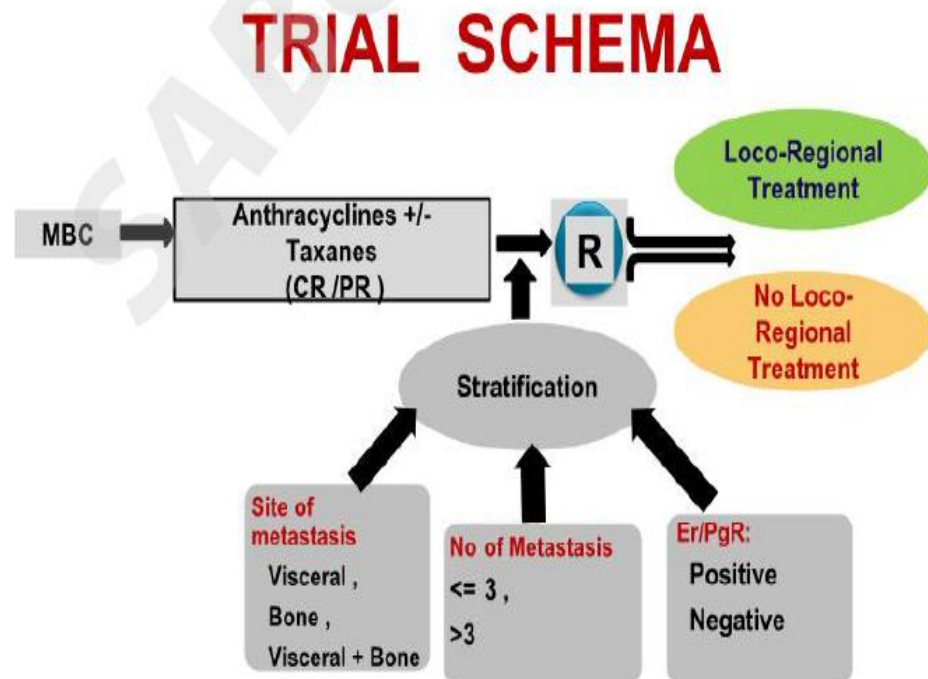 TRIAL SCHEMA
Loco-Regional
Treatment
MBC
Anthracyclines +/-
Taxanes
(CR /PR )
R
No Loco-
Regional
Treatment
Stratification
Site of
metastasis
Visceral ,
Bone ,
Visceral + Bone
No of Metastasis
<= 3 ,
>3
Er/PgR:
Positive
Negative